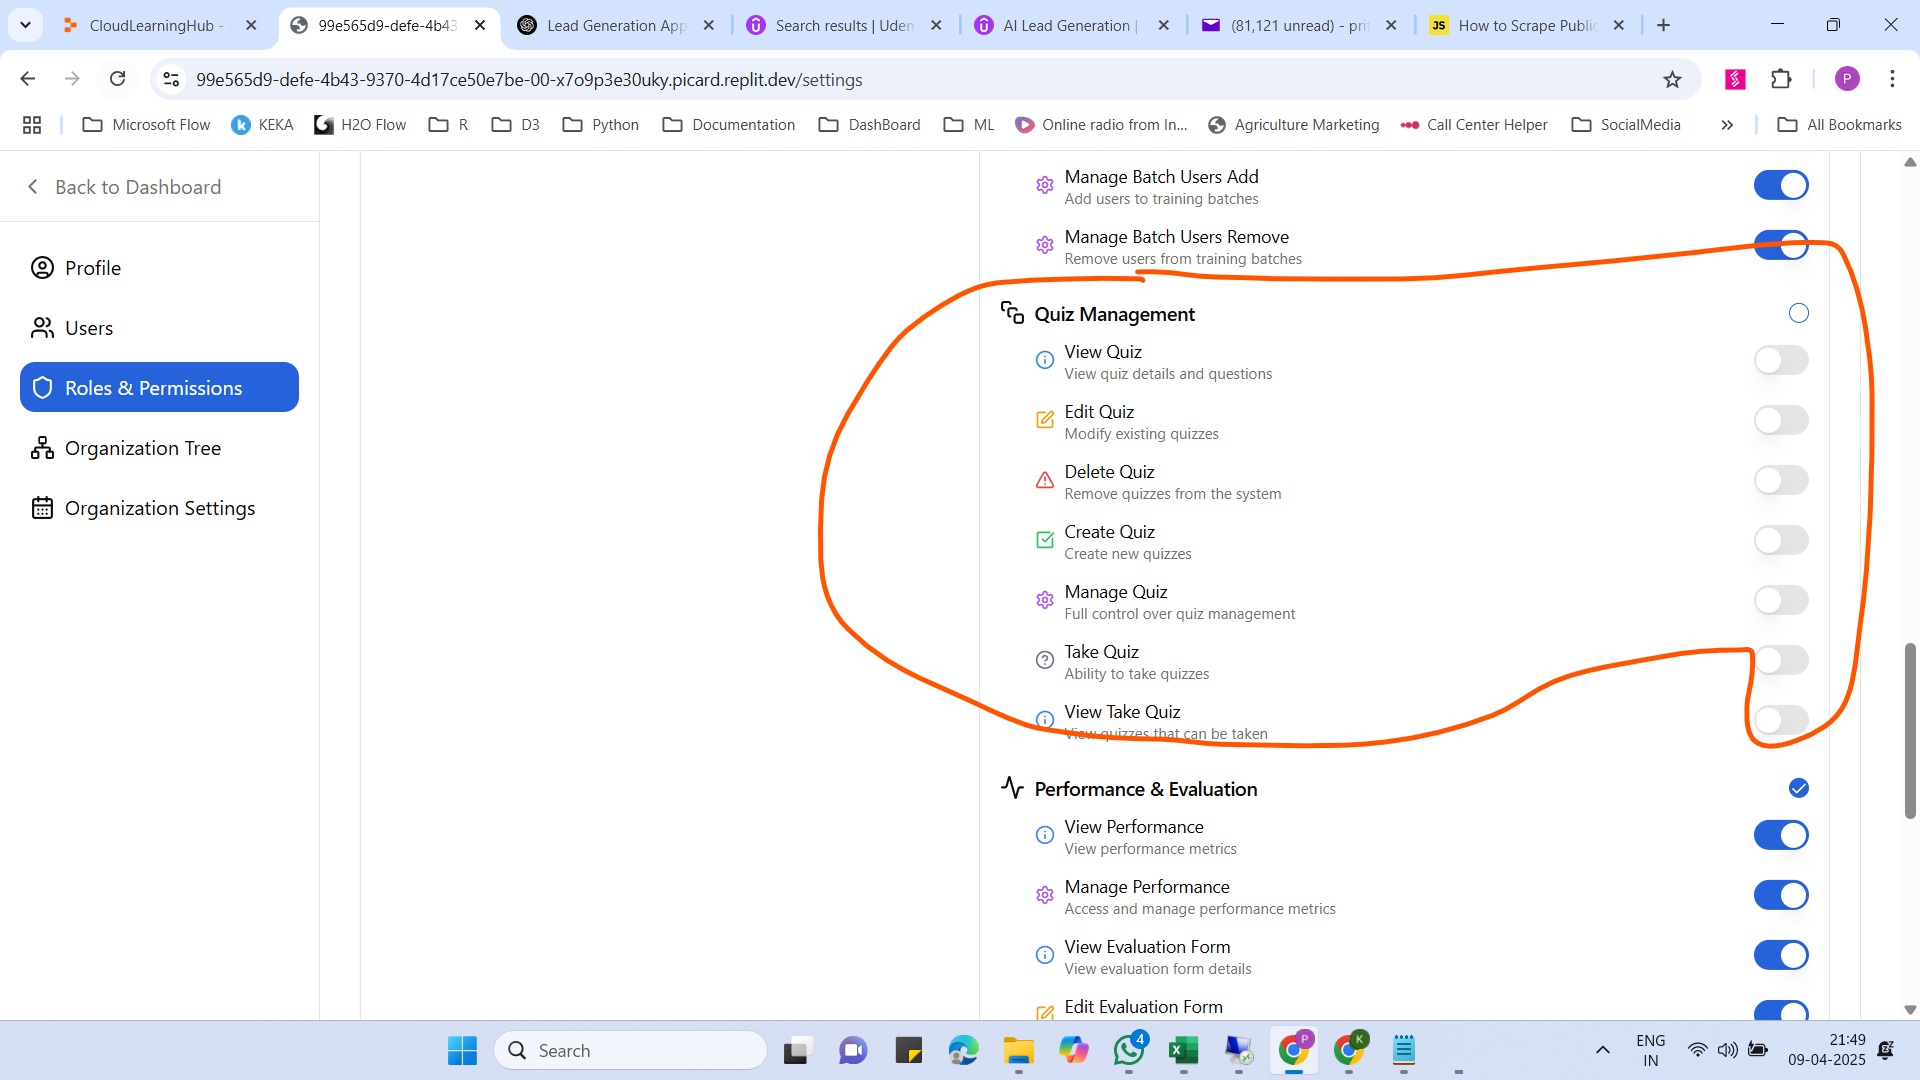 CloudLearningHub -
99e565d9-defe-4b43
Lead Generation App
Search results | Udem
AI Lead Generation |
(81,121 unread) - prit
JS How to Scrape Public
99e565d9-defe-4b43-9370-4d17ce50e7be-00-x7o9p3e30uky.picard.replit.dev/settings
P
Microsoft Flow
KEKA
H2O Flow
R
D3
Python
Documentation
DashBoard
ML
Online radio from In...
Agriculture Marketing
Call Center Helper
SocialMedia
All Bookmarks
Back to Dashboard
Profile
Users
Roles & Permissions
Organization Tree
Organization Settings
Manage Batch Users Add
Add users to training batches
Manage Batch Users Remove
Remove users from training batches
Quiz Management
View Quiz
View quiz details and questions
Edit Quiz
Modify existing quizzes
Delete Quiz
Remove quizzes from the system
Create Quiz
Create new quizzes
Manage Quiz
Full control over quiz management
Take Quiz
Ability to take quizzes
View Take Quiz
View quizzes that can be taken
Performance & Evaluation
View Performance
View performance metrics
Manage Performance
Access and manage performance metrics
View Evaluation Form
View evaluation form details
Edit Evaluation Form
Search
4
P
K
ENG
IN
21:49
09-04-2025